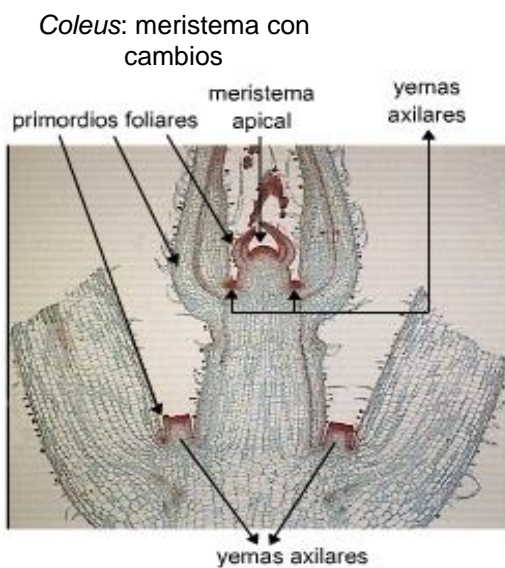 Coleus: meristema con
cambios
meristema
apical
yemas
axilares
primordios foliares
yemas axilares